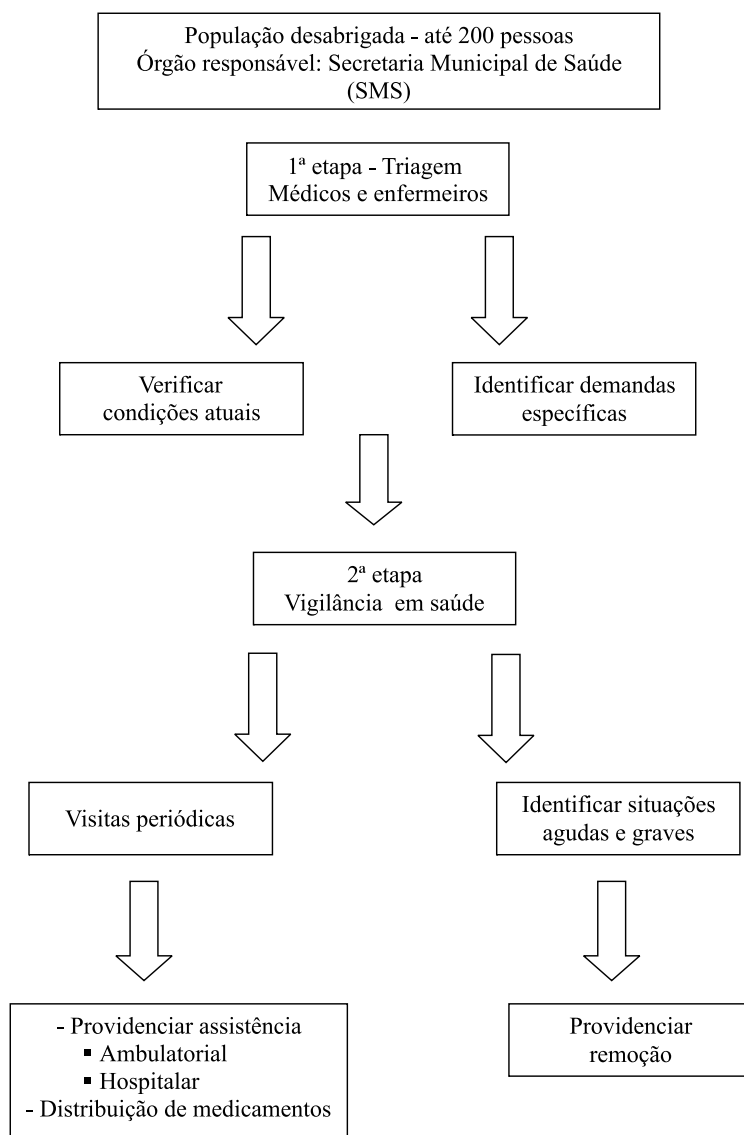 População desabrigada - até 200 pessoas
Órgão responsável: Secretaria Municipal de Saúde
(SMS)
1ª etapa - Triagem
Médicos e enfermeiros
Verificar
condições atuais
Identificar demandas
específicas
2ª etapa
Vigilância em saúde
Visitas periódicas
Identificar situações
agudas e graves
- Providenciar assistência
▪ Ambulatorial
▪ Hospitalar
- Distribuição de medicamentos
Providenciar
remoção